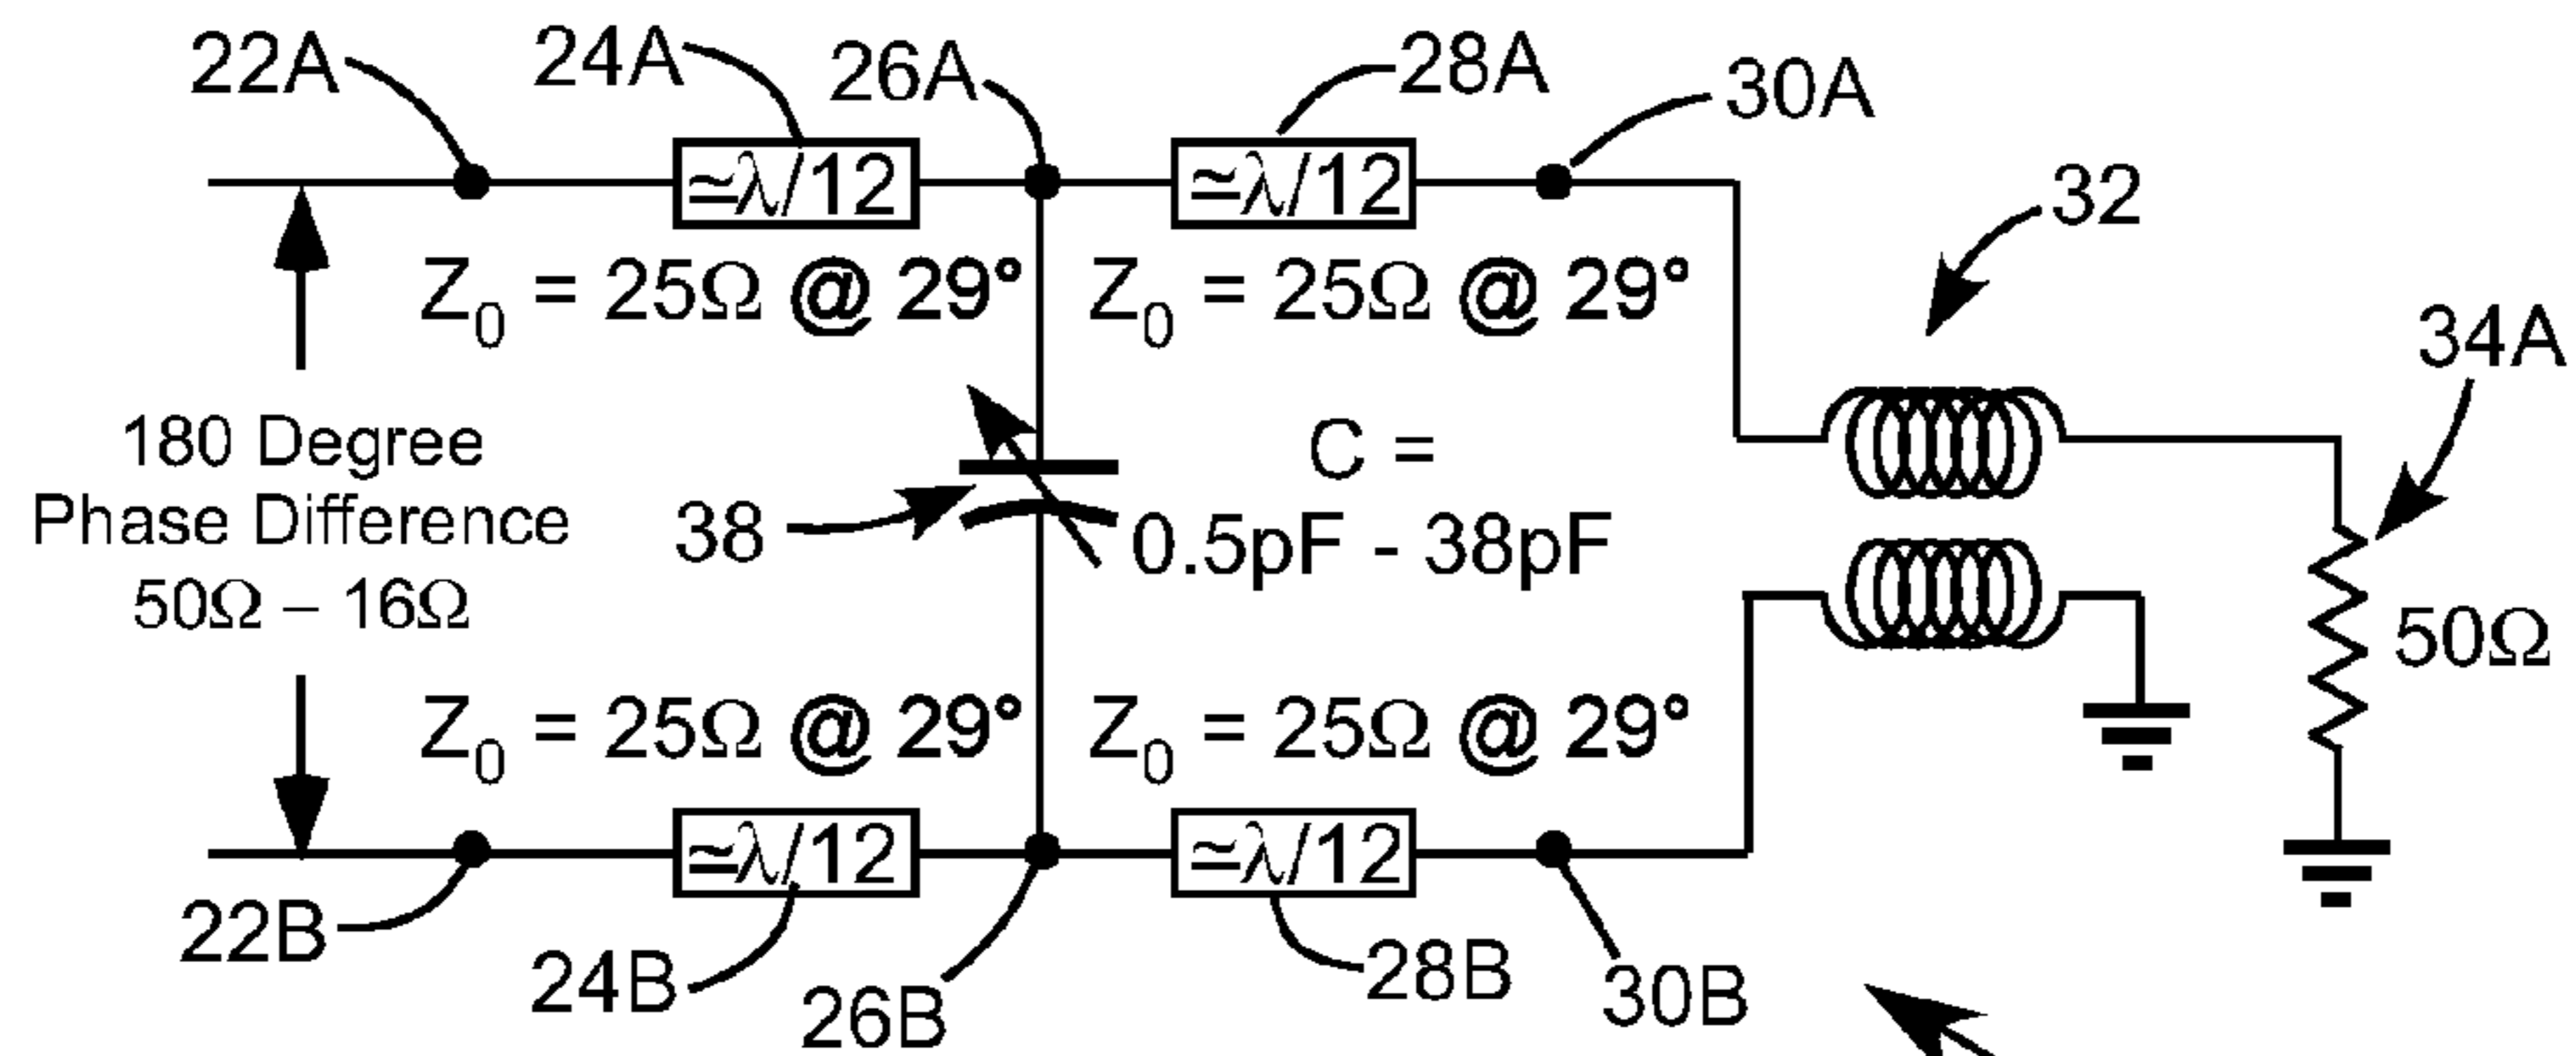 22A
24A
26A
28A
30A
≃λ/12
≃λ/12
32
Z0 = 25Ω @ 29°
Z0 = 25Ω @ 29°
34A
180 Degree
Phase Difference
50Ω – 16Ω
38
C =
0.5pF - 38pF
50Ω
Z0 = 25Ω @ 29°
Z0 = 25Ω @ 29°
≃λ/12
≃λ/12
22B
24B
26B
28B
30B